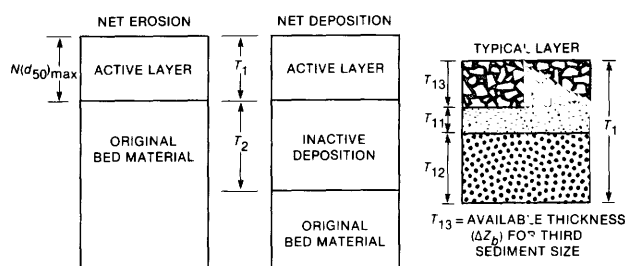 NET EROSION
N(d50)max
ACTIVE LAYER
ORIGINAL
BED MATERIAL
NET DEPOSITION
T1
ACTIVE LAYER
T2
INACTIVE
DEPOSITION
ORIGINAL
BED MATERIAL
TYPICAL LAYER
T13
T11
T12
T1
T13 = AVAILABLE THICKNESS
(ΔZb) FOR THIRD
SEDIMENT SIZE